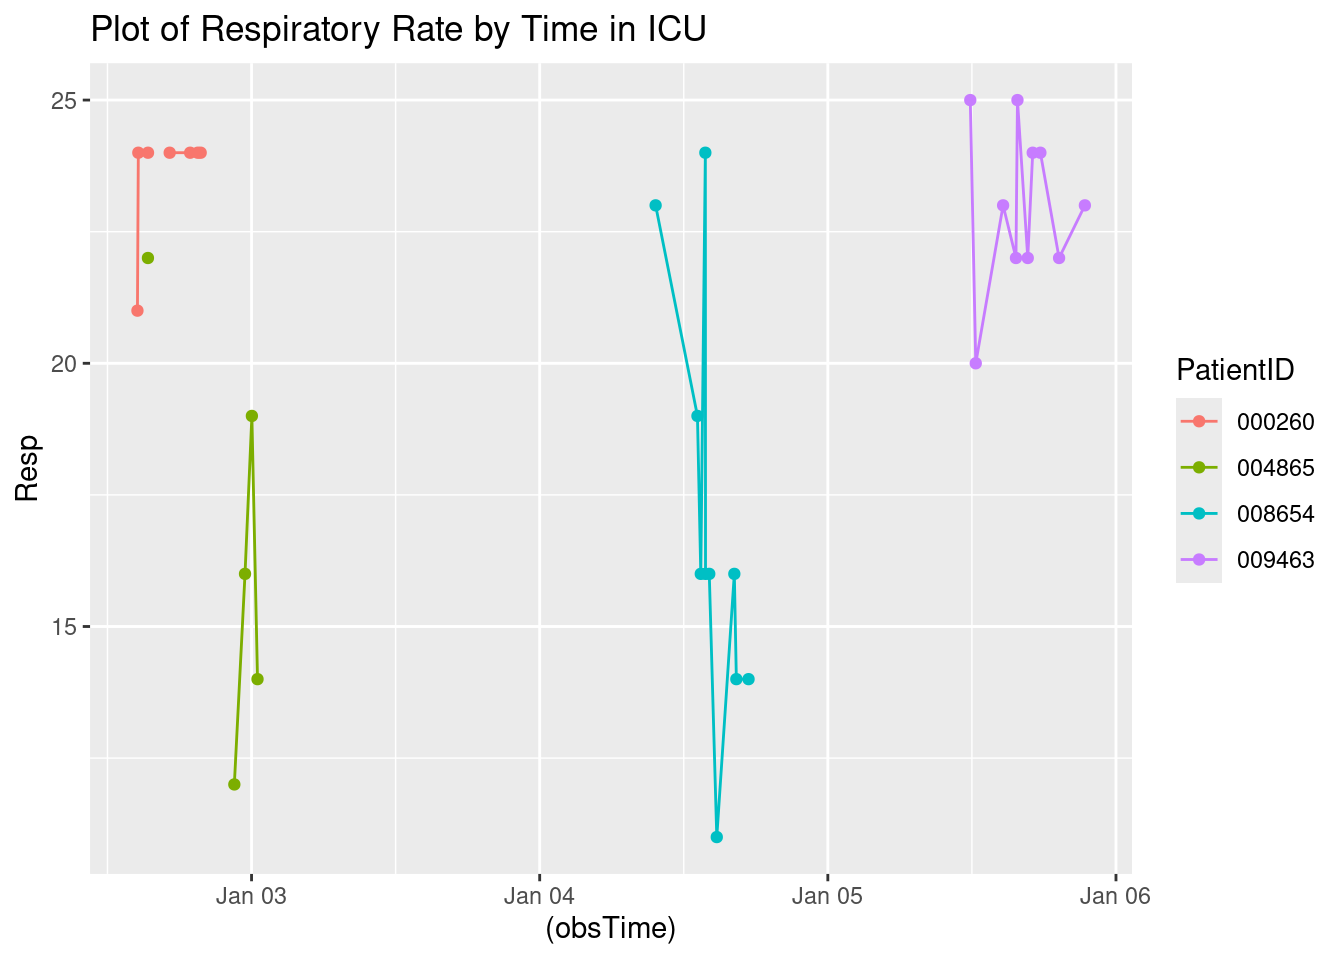 Plot of Respiratory Rate by Time in ICU
25
20
15
Resp
Jan 03
Jan 04
Jan 05
Jan 06
(obsTime)
PatientID
000260
004865
008654
009463